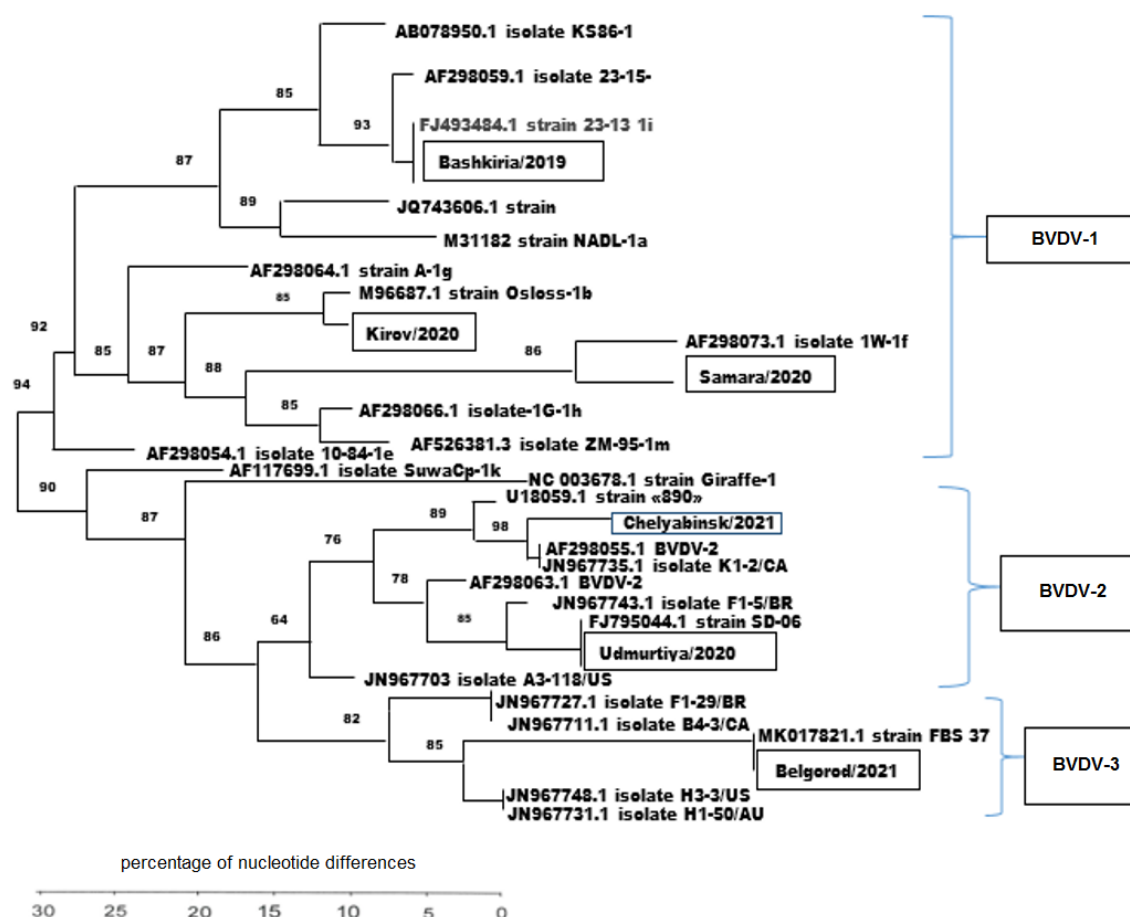 AB078950.1 isolate KS86-1
AF298059.1 isolate 23-15-
85
93
FJ493484.1 strain 23-13 1i
Bashkiria/2019
87
89
JQ743606.1 strain
M31182 strain NADL-1a
BVDV-1
AF298064.1 strain A-1g
85
M96687.1 strain Osloss-1b
Kirov/2020
92
85
87
88
86
AF298073.1 isolate 1W-1f
Samara/2020
94
85
AF298066.1 isolate-1G-1h
AF526381.3 isolate ZM-95-1m
AF298054.1 isolate 10-84-1e
AF117699.1 isolate SuwaCp-1k
90
NC 003678.1 strain Giraffe-1
U18059.1 strain «890»
87
89
98
Chelyabinsk/2021
76
AF298055.1 BVDV-2
JN967735.1 isolate K1-2/CA
78
AF298063.1 BVDV-2
BVDV-2
JN967743.1 isolate F1-5/BR
85
FJ795044.1 strain SD-06
86
64
Udmurtiya/2020
JN967703 isolate A3-118/US
82
JN967727.1 isolate F1-29/BR
JN967711.1 isolate B4-3/CA
85
MK017821.1 strain FBS 37
Belgorod/2021
BVDV-3
JN967748.1 isolate H3-3/US
JN967731.1 isolate H1-50/AU
percentage of nucleotide differences
30 25 20 15 10 5 0